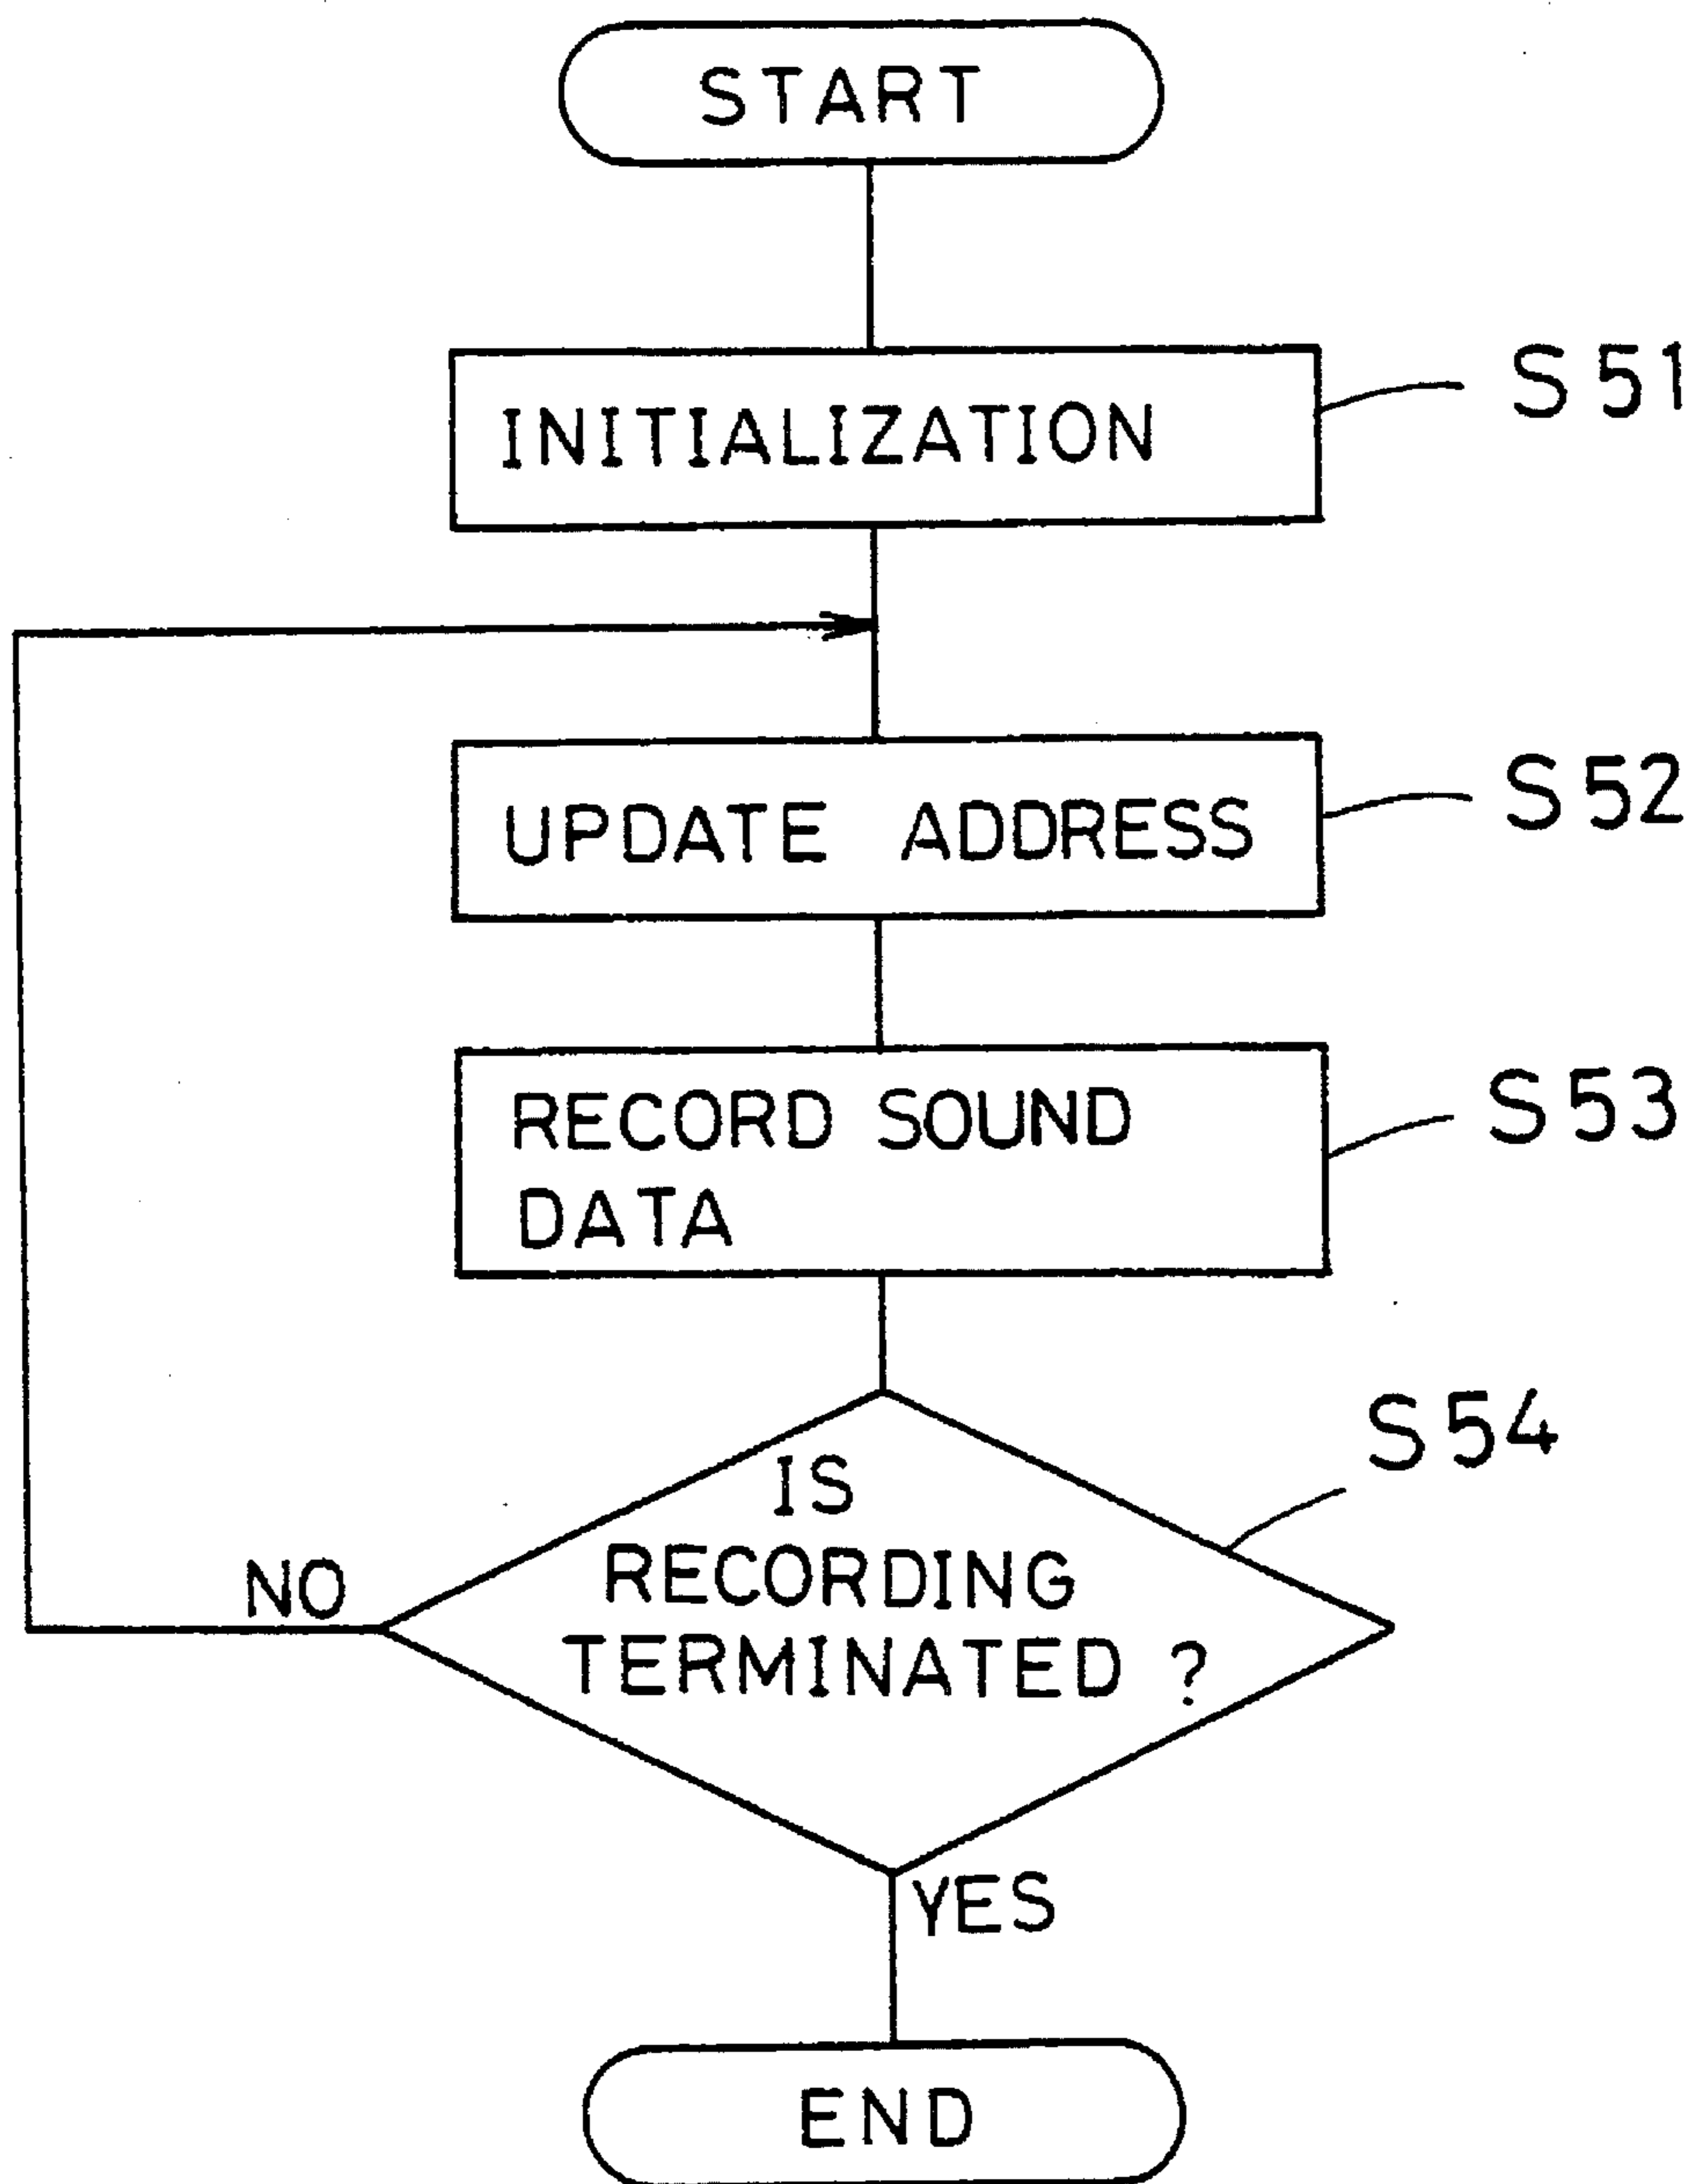 START
INITIALIZATION
S51
UPDATE ADDRESS
S52
RECORD SOUND
DATA
S53
IS
RECORDING
TERMINATED ?
S54
NO
YES
END